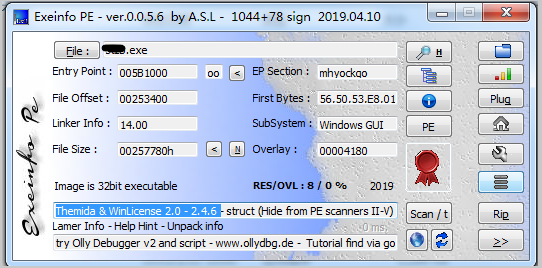 Exeinfo PE - ver.0.0.5.6 by A.S.L - 1044+78 sign 2019.04.10
File : .exe
H
Entry Point : 005B1000 oo < EP Section : mhyockqo
File Offset : 00253400 First Bytes : 56.50.53.E8.01
Plug
Linker Info : 14.00 SubSystem : Windows GUI
PE
File Size : 00257780h < N Overlay : 00004180
Image is 32bit executable RES/OVL : 8 / 0 % 2019
Themida & WinLicense 2.0 - 2.4.6 - struct (Hide from PE scanners II-V)
Scan / t
Rip
Lamer Info - Help Hint - Unpack info 0 ms.
try Olly Debugger v2 and script - www.ollydbg.de - Tutorial find via go
>>
Exeinfo Pe